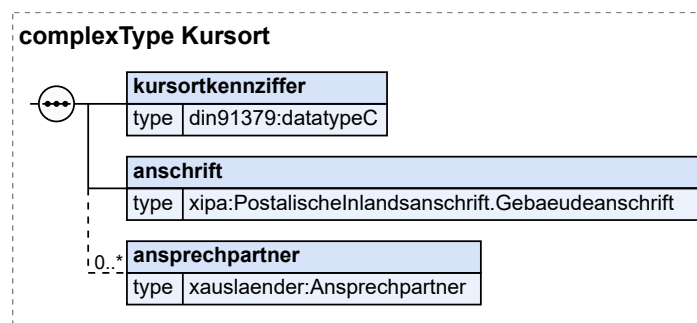 complexType Kursort
kursortkennziffer
type din91379:datatypeC
anschrift
type xipa:PostalischeInlandsanschrift.Gebaeudeanschrift
0..* ansprechpartner
type xauslaender:Ansprechpartner